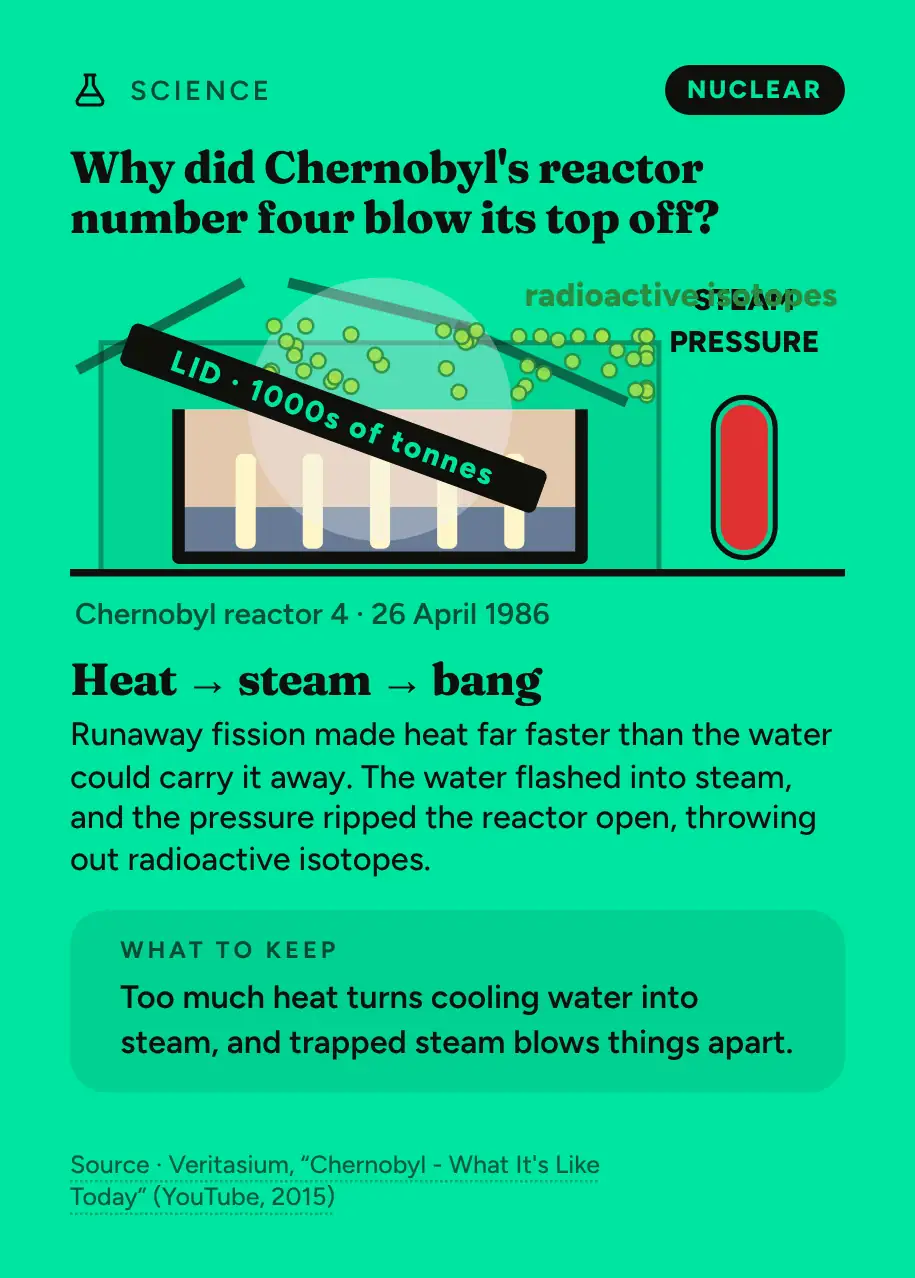 SCIENCE
NUCLEAR
Why did Chernobyl's reactor
number four blow its top off?
radioactive isotopes
STEAM
PRESSURE
LID · 1000s of tonnes
Chernobyl reactor 4 · 26 April 1986
Heat → steam → bang
Runaway fission made heat far faster than the water
could carry it away. The water flashed into steam,
and the pressure ripped the reactor open, throwing
out radioactive isotopes.
WHAT TO KEEP
Too much heat turns cooling water into
steam, and trapped steam blows things apart.
Source · Veritasium, “Chernobyl - What It's Like
Today” (YouTube, 2015)